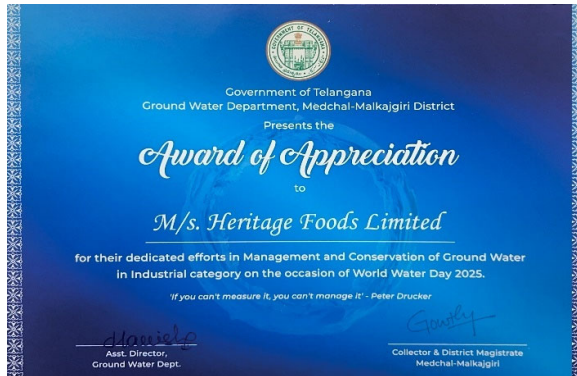 Government of Telangana
Ground Water Department, Medchal-Malkajgiri District
Presents the
Award of Appreciation
to
M/s. Heritage Foods Limited
for their dedicated efforts in Management and Conservation of Ground Water
in Industrial category on the occasion of World Water Day 2025.
'If you can't measure it, you can't manage it' - Peter Drucker
Asst. Director,
Ground Water Dept.
Collector & District Magistrate
Medchal-Malkajgiri